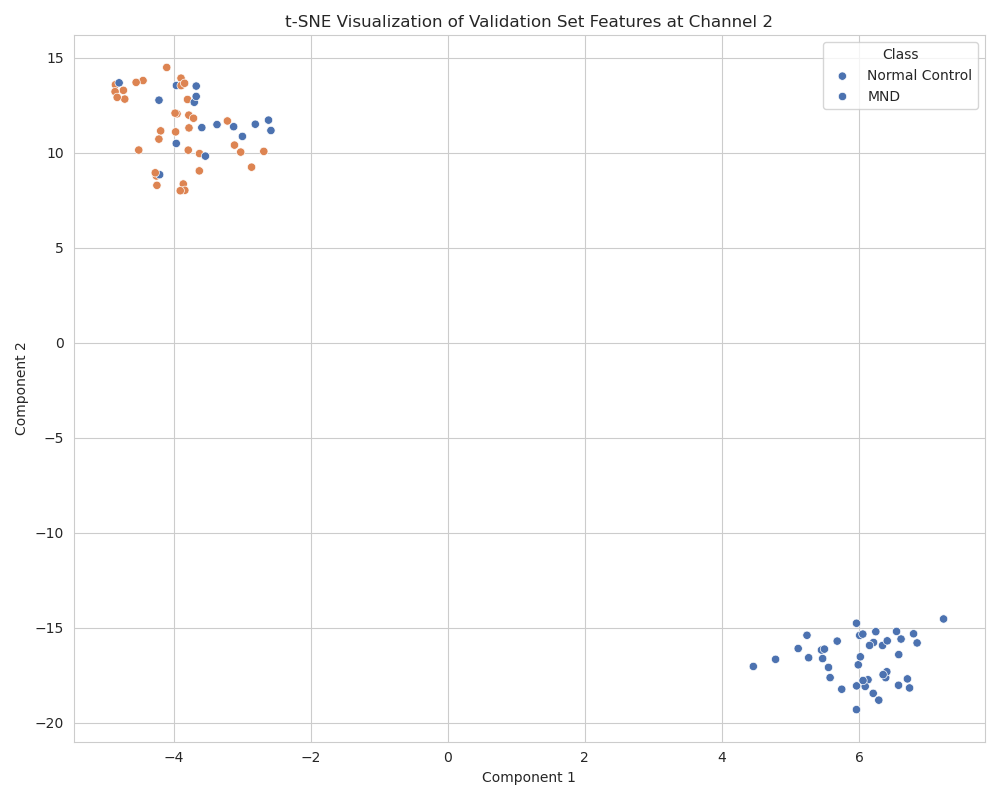 t-SNE Visualization of Validation Set Features at Channel 2
Class
Normal Control
MND
15
10
5
0
−5
−10
−15
−20
Component 2
−4
−2
0
2
4
6
Component 1